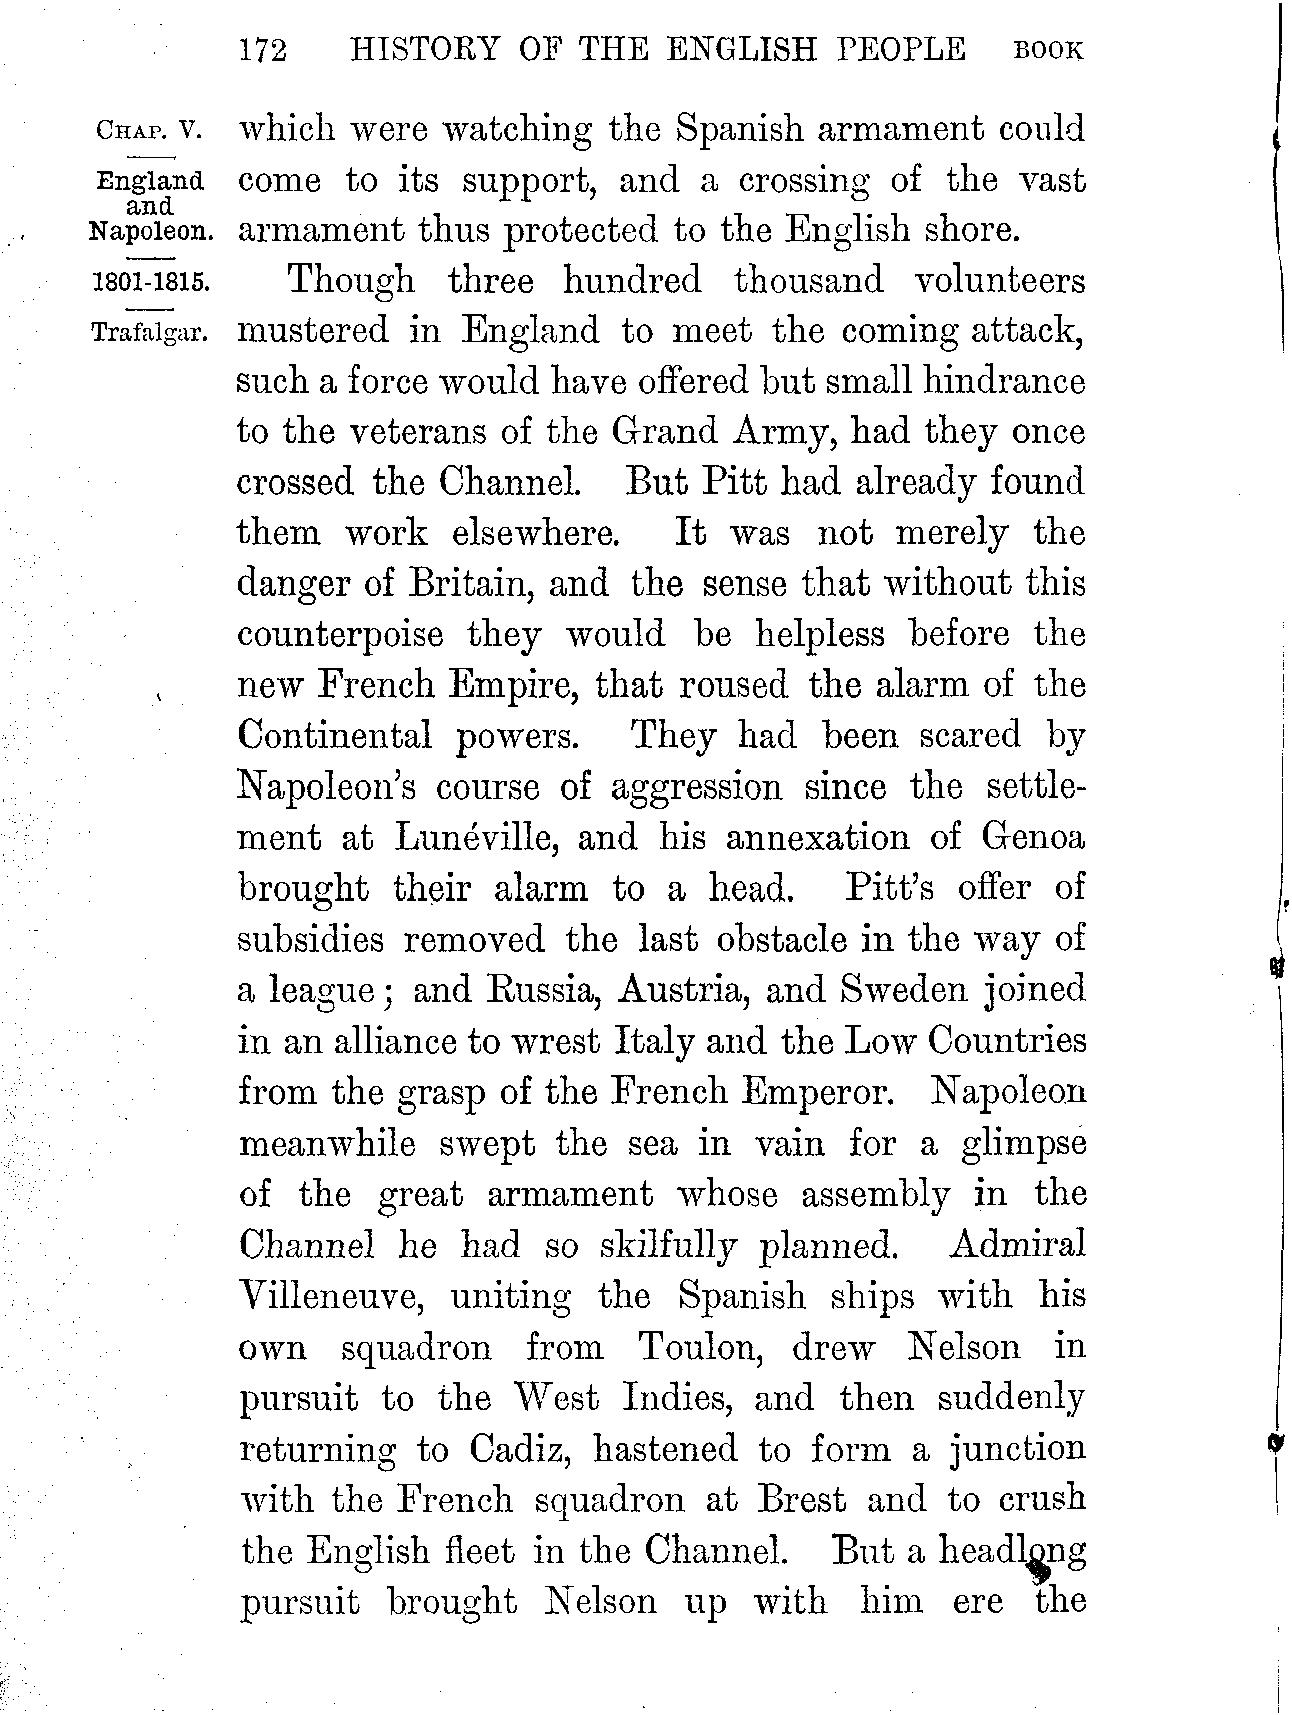 172 HISTORY OF THE ENGLISH PEOPLE BOOK
CHAP. V.
England
and
Napoleon.
1801-1815.
Trafalgar.
which were watching the Spanish armament could
come to its support, and a crossing of the vast
armament thus protected to the English shore.
Though three hundred thousand volunteers
mustered in England to meet the coming attack,
such a force would have offered but small hindrance
to the veterans of the Grand Army, had they once
crossed the Channel. But Pitt had already found
them work elsewhere. It was not merely the
danger of Britain, and the sense that without this
counterpoise they would be helpless before the
new French Empire, that roused the alarm of the
Continental powers. They had been scared by
Napoleon's course of aggression since the settle-
ment at Lunéville, and his annexation of Genoa
brought their alarm to a head. Pitt's offer of
subsidies removed the last obstacle in the way of
a league; and Russia, Austria, and Sweden joined
in an alliance to wrest Italy and the Low Countries
from the grasp of the French Emperor. Napoleon
meanwhile swept the sea in vain for a glimpse
of the great armament whose assembly in the
Channel he had so skilfully planned. Admiral
Villeneuve, uniting the Spanish ships with his
own squadron from Toulon, drew Nelson in
pursuit to the West Indies, and then suddenly
returning to Cadiz, hastened to form a junction
with the French squadron at Brest and to crush
the English fleet in the Channel. But a headlong
pursuit brought Nelson up with him ere the